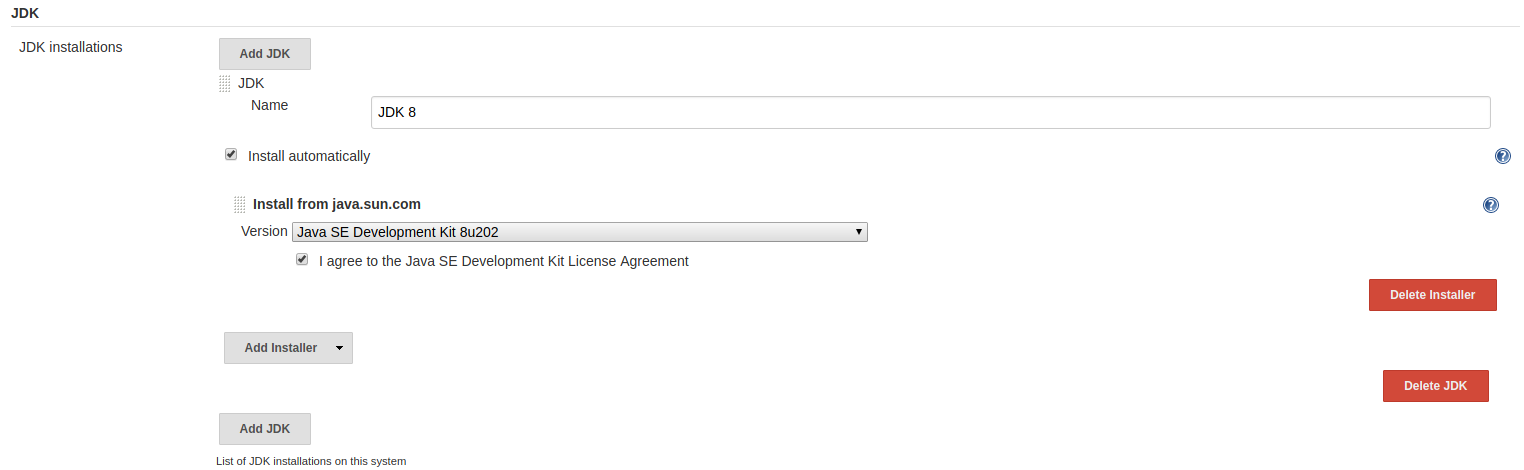 JDK
JDK installations
Add JDK
JDK
Name
JDK 8
Install automatically
?
Install from java.sun.com
?
Version
Java SE Development Kit 8u202
I agree to the Java SE Development Kit License Agreement
Delete Installer
Add Installer
Delete JDK
Add JDK
List of JDK installations on this system